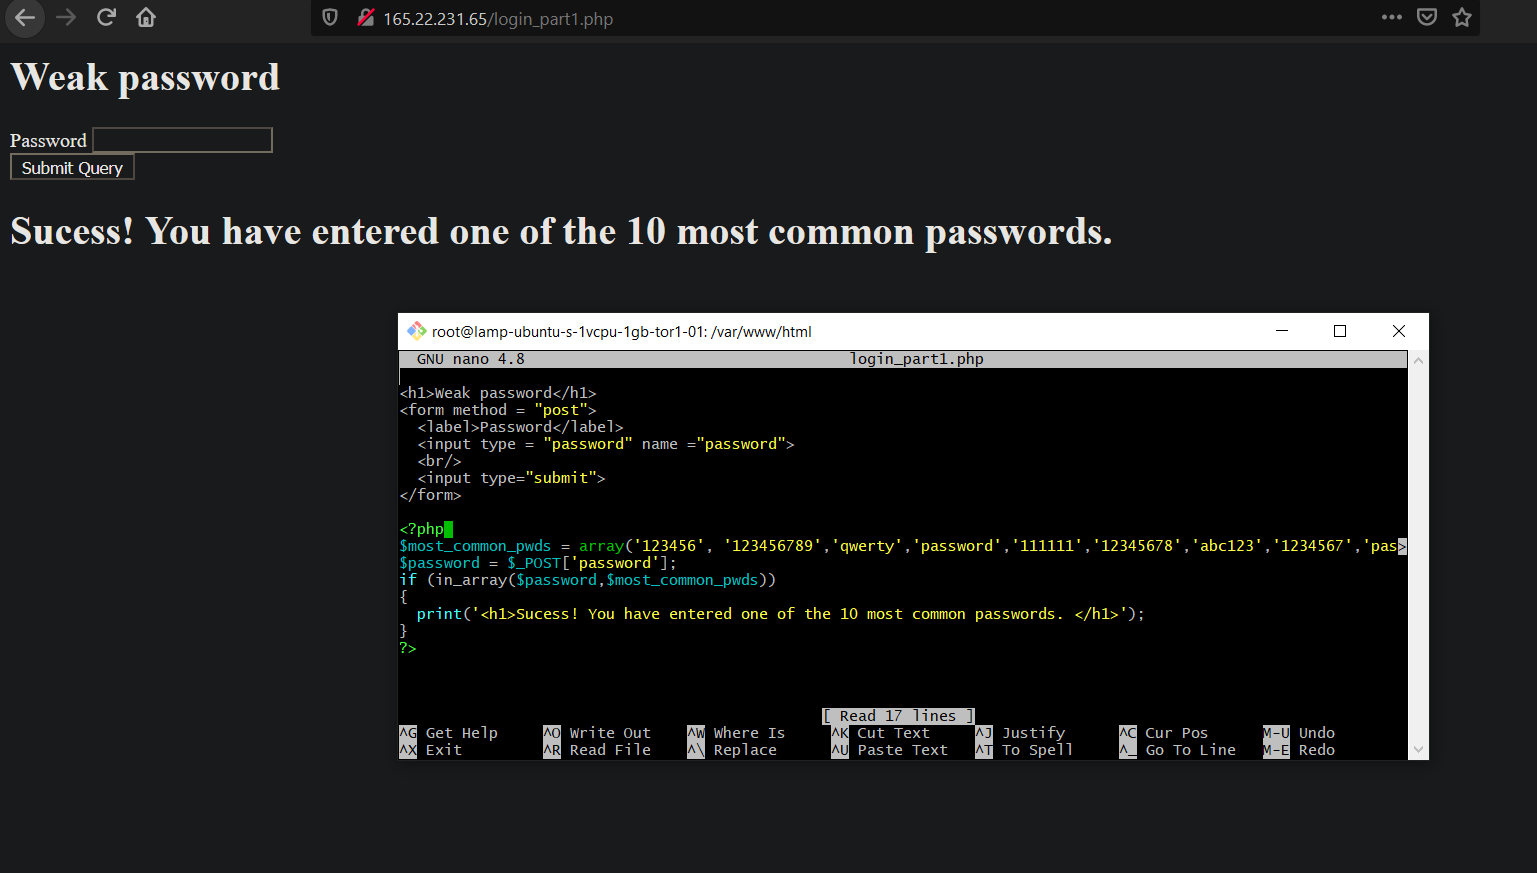 165.22.231.65/login_part1.php
Weak password
Password
Submit Query
Sucess! You have entered one of the 10 most common passwords.
root@lamp-ubuntu-s-1vcpu-1gb-tor1-01: /var/www/html
GNU nano 4.8 login_part1.php
<h1>Weak password</h1>
<form method = "post">
<label>Password</label>
<input type = "password" name ="password">
<br/>
<input type="submit">
</form>
<?php
$most_common_pwds = array('123456', '123456789','qwerty','password','111111','12345678','abc123','1234567','pas>
$password = $_POST['password'];
if (in_array($password,$most_common_pwds))
{
print('<h1>Sucess! You have entered one of the 10 most common passwords. </h1>');
}
?>
[ Read 17 lines ]
^G Get Help ^O Write Out ^W Where Is ^K Cut Text ^J Justify ^C Cur Pos M-U Undo
^X Exit ^R Read File ^\ Replace ^U Paste Text ^T To Spell ^_ Go To Line M-E Redo